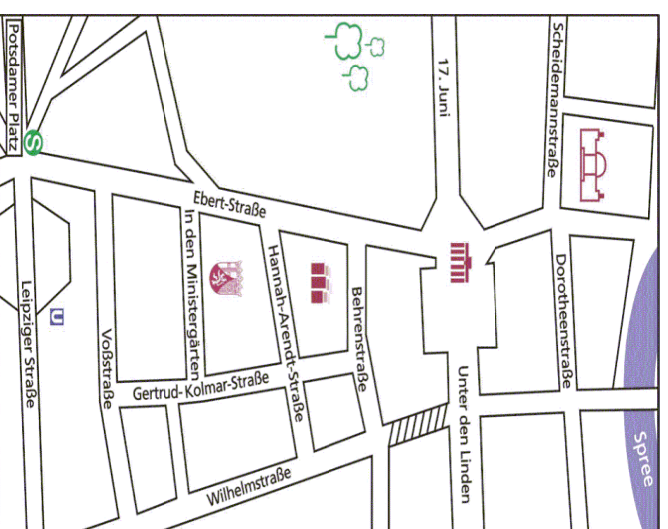 Potsdamer Platz
S
17. Juni
Scheidemannstraße
Ebert-Straße
In den Ministergärten
Hannah-Arendt-Straße
Behrenstraße
Dorotheenstraße
U
Leipziger Straße
Voßstraße
Gertrud-Kolmar-Straße
Unter den Linden
Spree
Wilhelmstraße